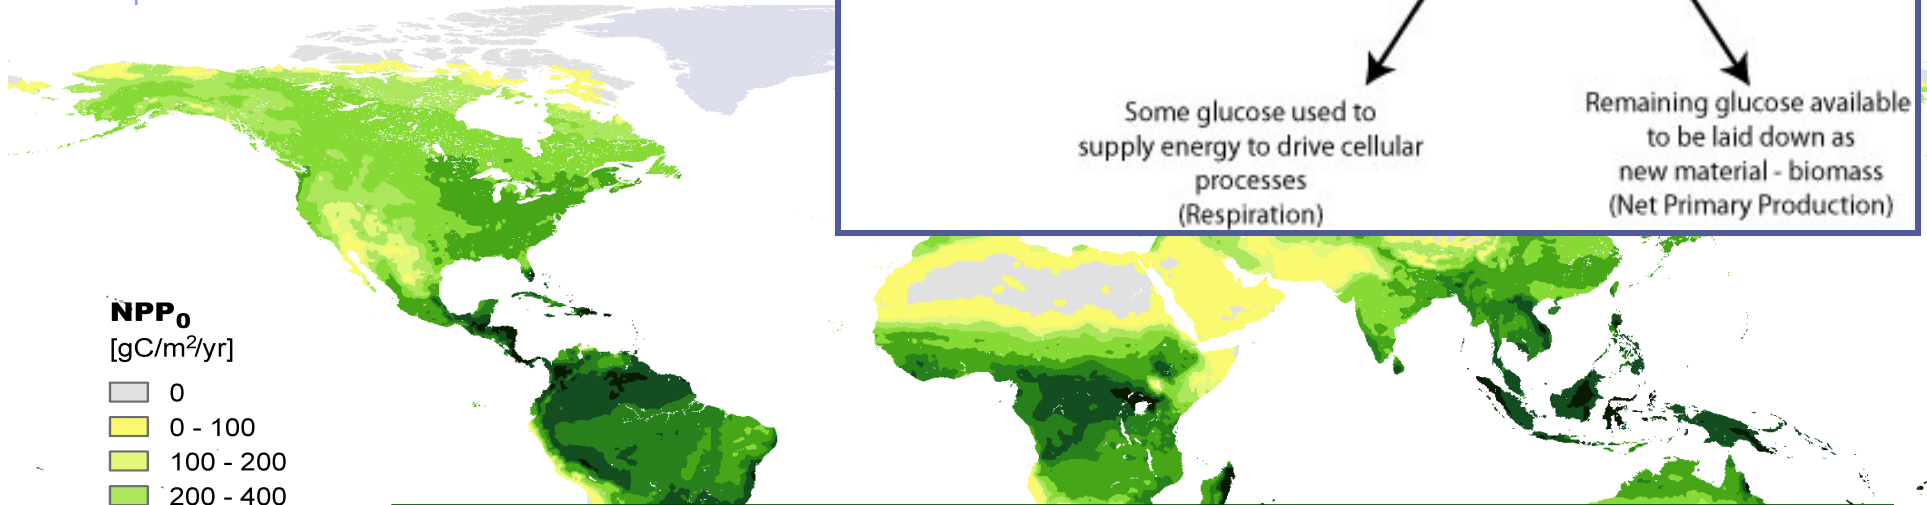 Some glucose used to
supply energy to drive cellular
processes
(Respiration)
Remaining glucose available
to be laid down as
new material - biomass
(Net Primary Production)
NPP₀
[gC/m²/yr]
0
0 - 100
100 - 200
200 - 400